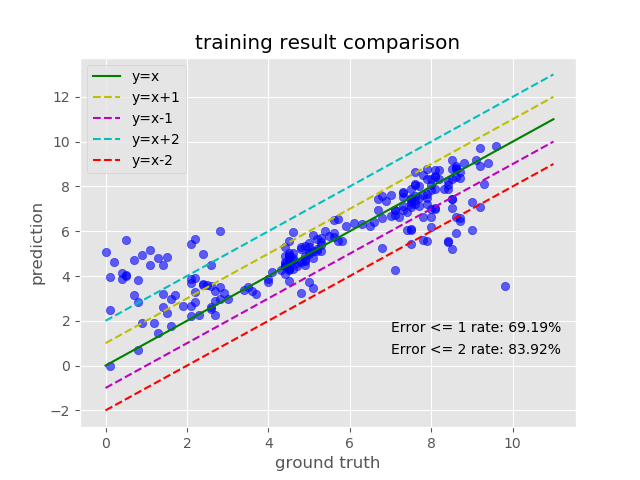 training result comparison
y=x
y=x+1
y=x-1
y=x+2
y=x-2
12
10
8
6
4
2
0
−2
prediction
Error <= 1 rate: 69.19%
Error <= 2 rate: 83.92%
0 2 4 6 8 10
ground truth